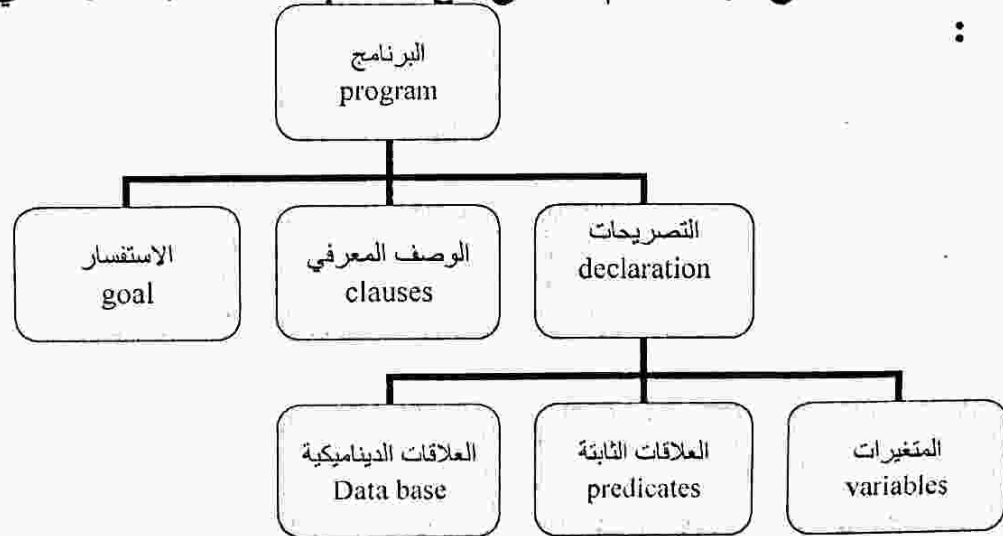 :
البرنامج
program
التصريحات
declaration
الوصف المعرفي
clauses
الاستفسار
goal
المتغيرات
variables
العلاقات الثابتة
predicates
العلاقات الديناميكية
Data base